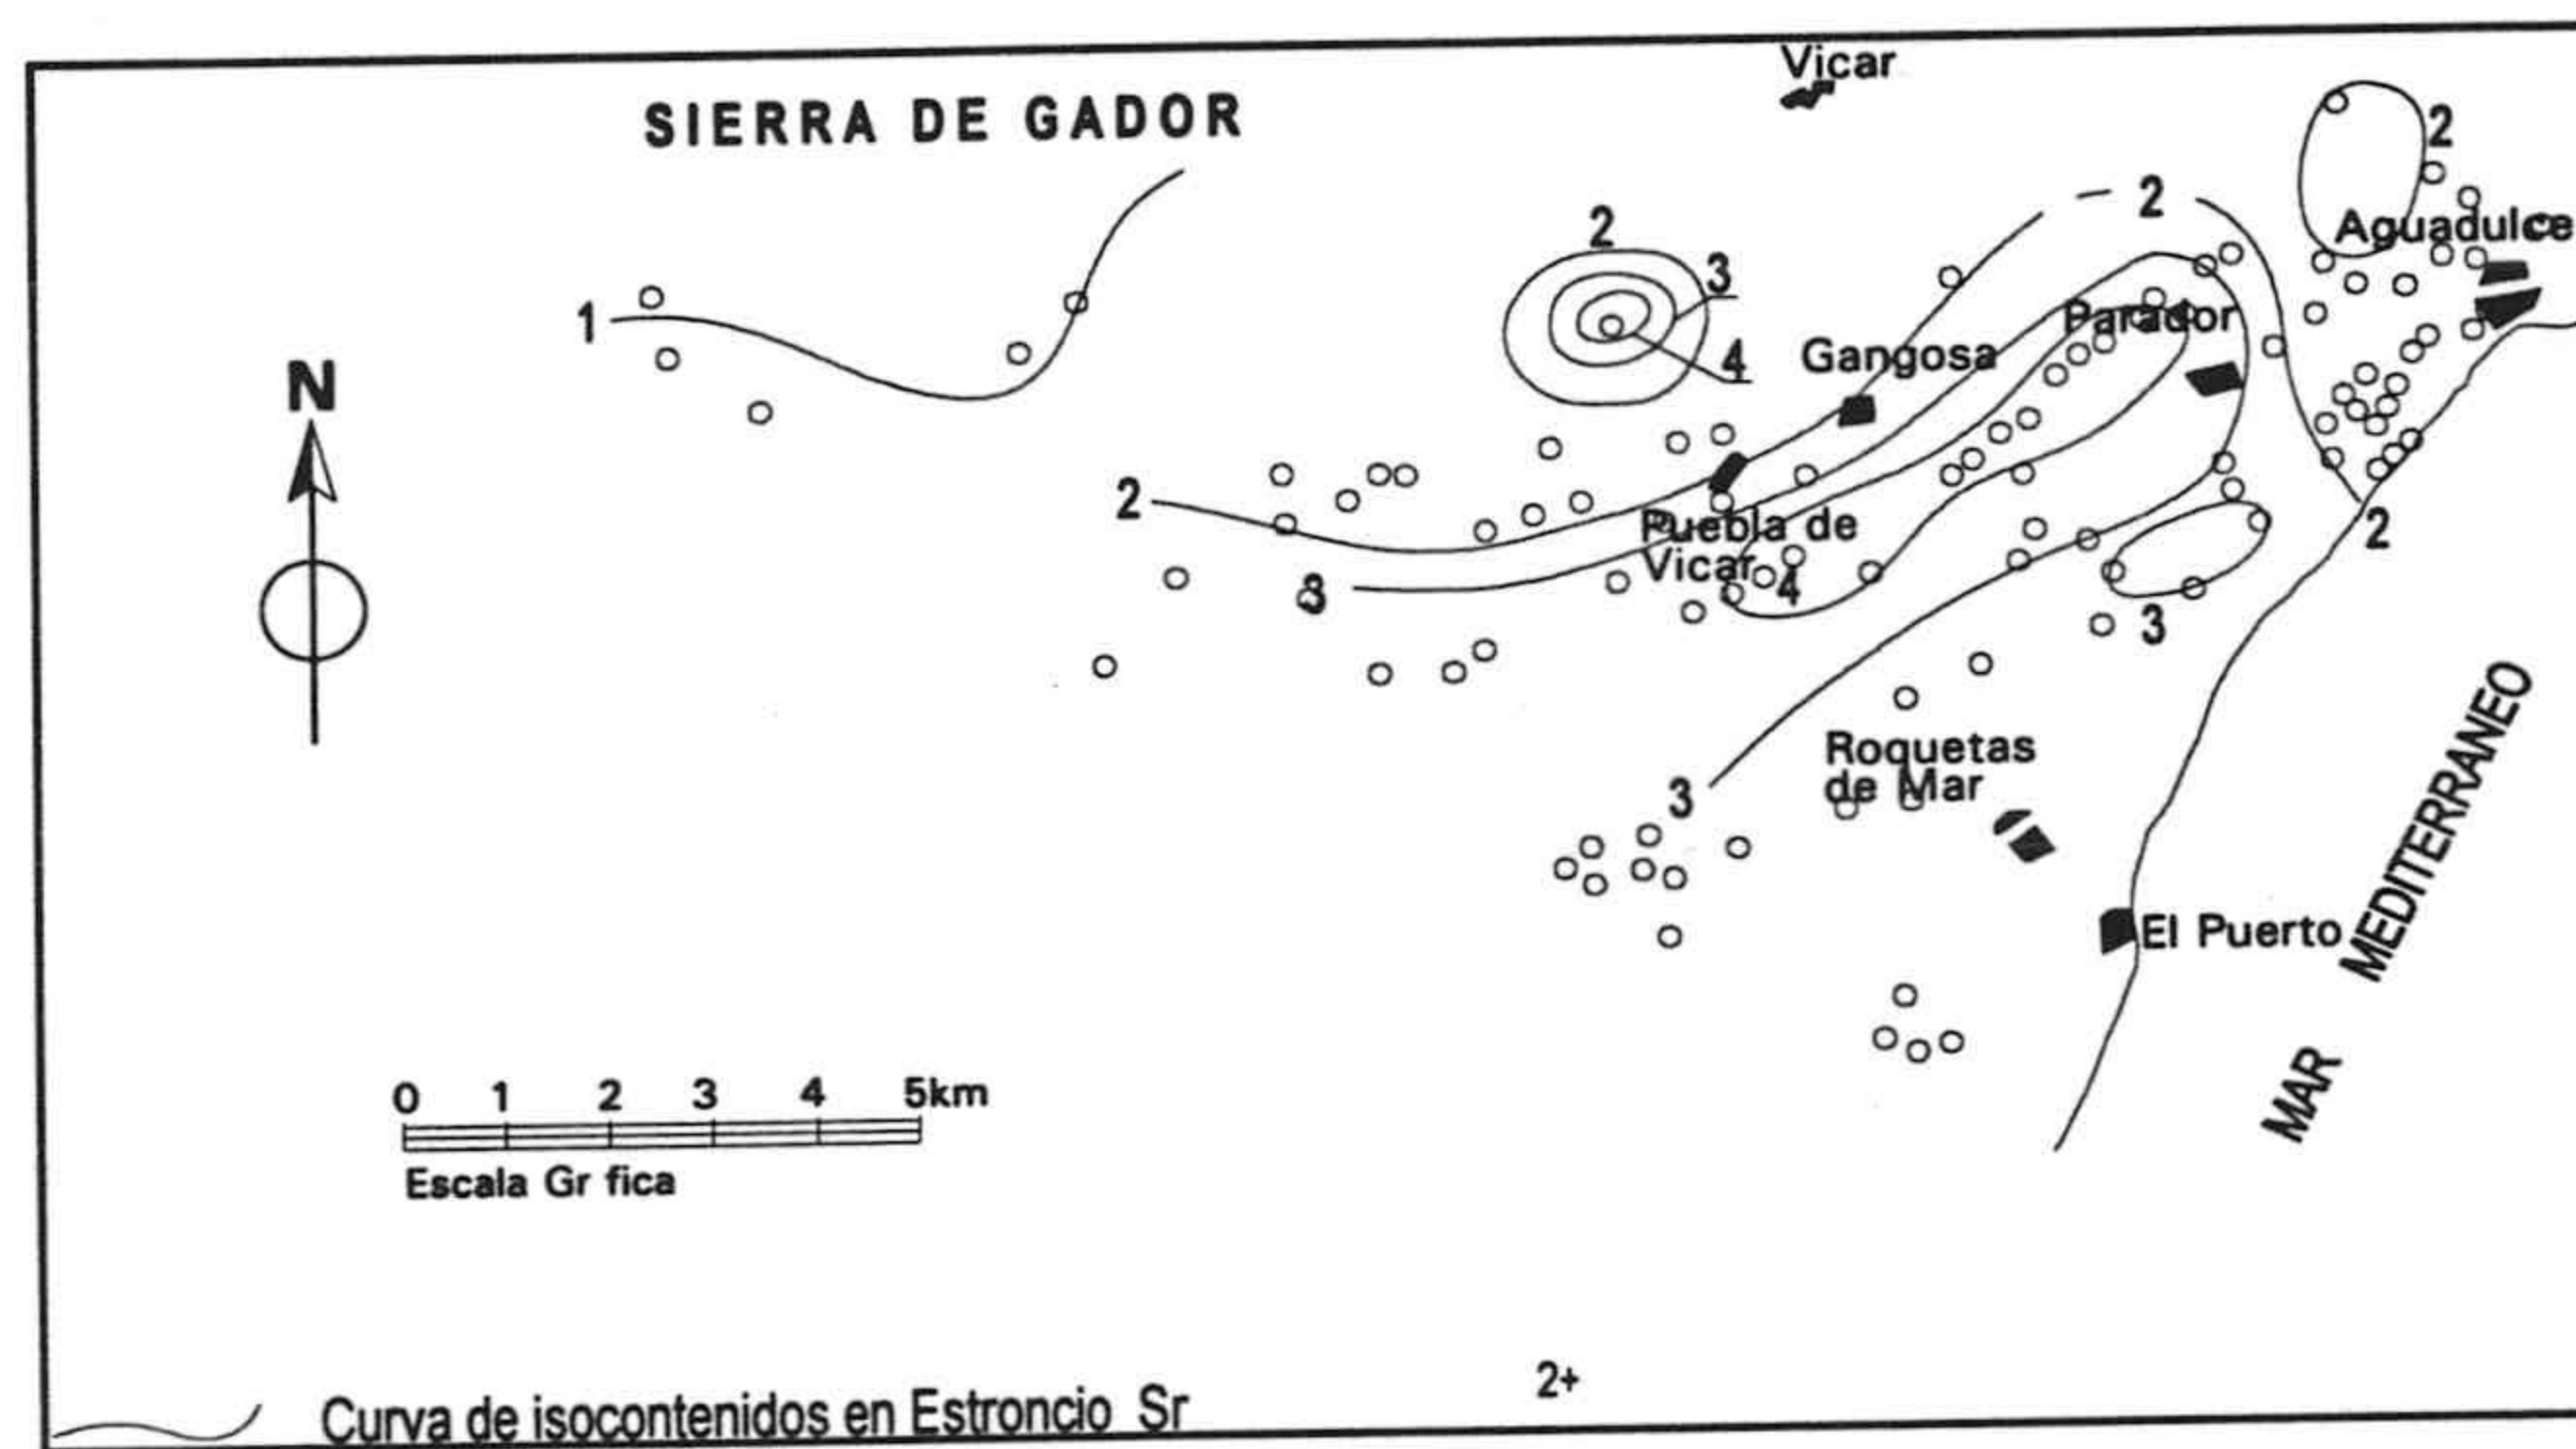 Vicar
SIERRA DE GADOR
2
2
2
Aguadulce
3
1
Parador
4
Gangosa
N
2
Puebla de
Vicar
4
2
3
3
Roquetas
de Mar
3
El Puerto
MAR MEDITERRANEO
0 1 2 3 4 5km
Escala Gr fica
2+
Curva de isocontenidos en Estroncio Sr